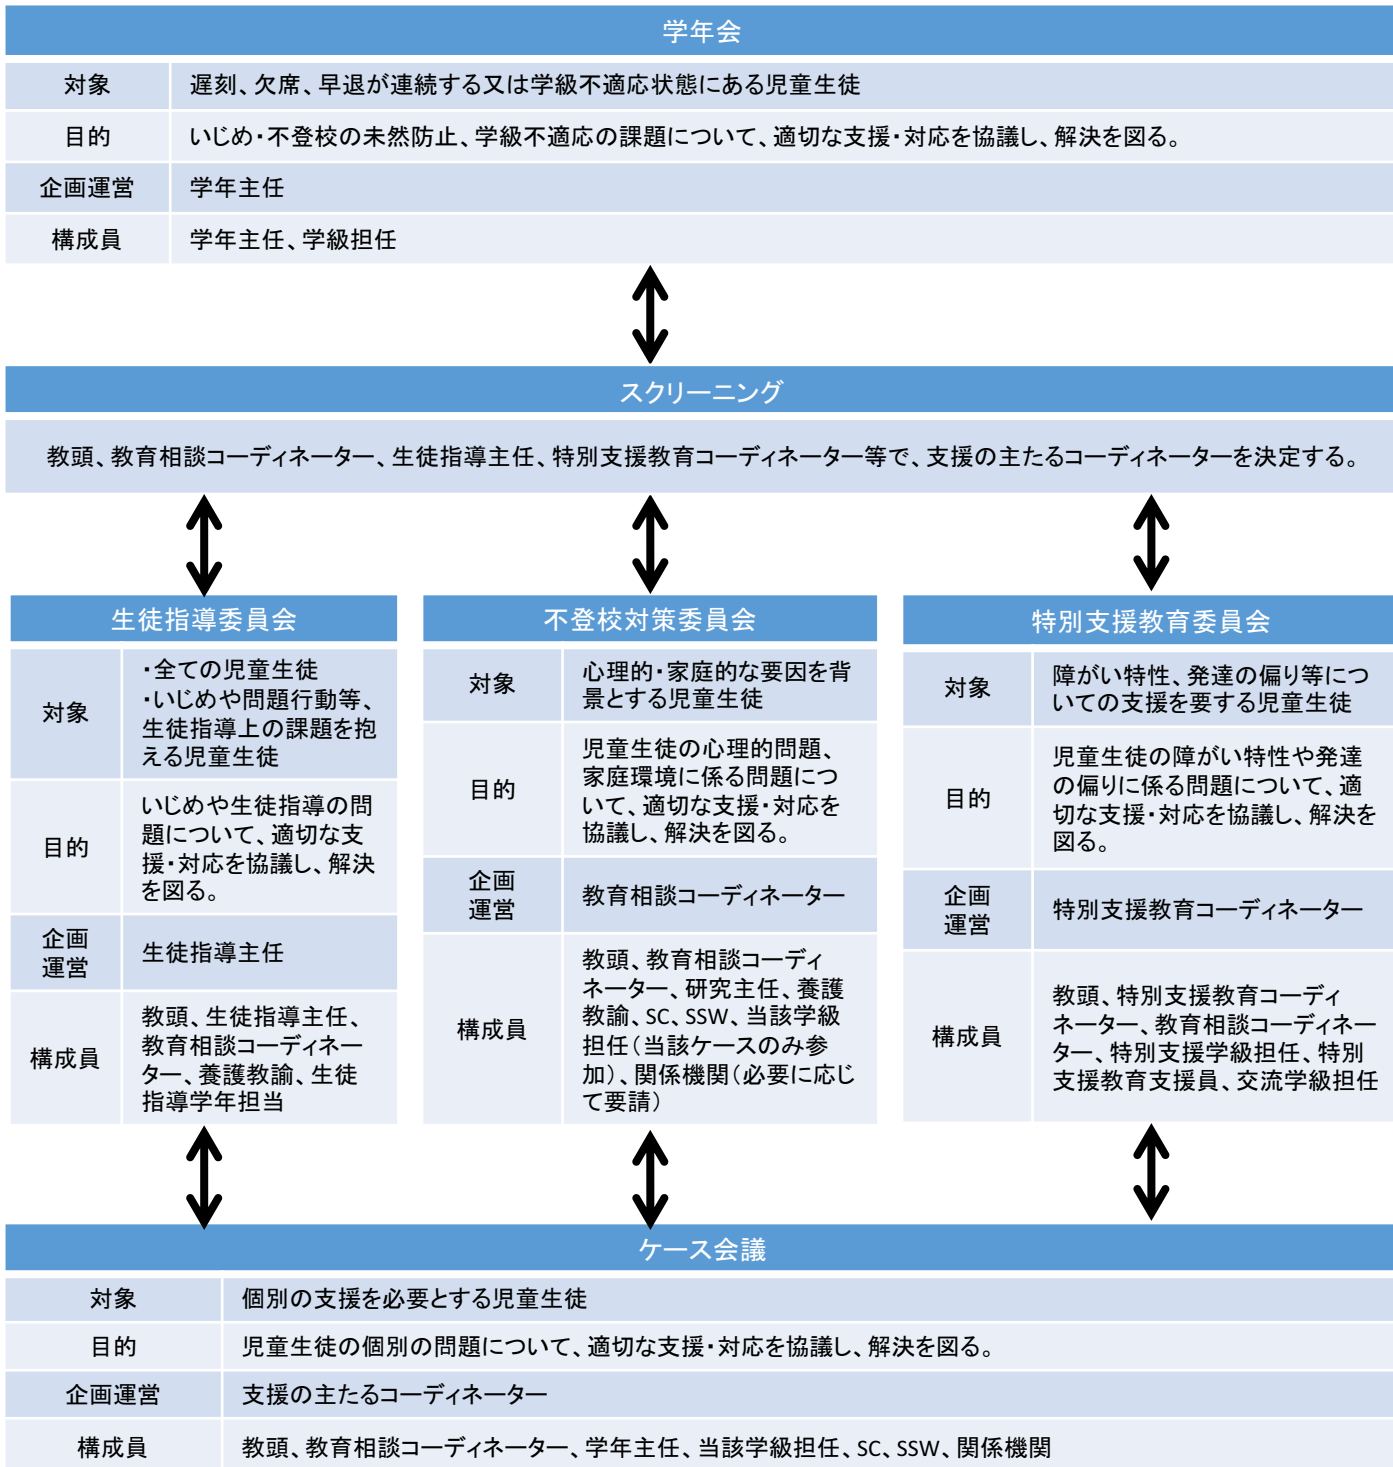 学年会
対象
遅刻、欠席、早退が連続する又は学級不適応状態にある児童生徒
目的
いじめ・不登校の未然防止、学級不適応の課題について、適切な支援・対応を協議し、解決を図る。
企画運営
学年主任
構成員
学年主任、学級担任
スクリーニング
教頭、教育相談コーディネーター、生徒指導主任、特別支援教育コーディネーター等で、支援の主たるコーディネーターを決定する。
生徒指導委員会
対象
・全ての児童生徒
・いじめや問題行動等、
生徒指導上の課題を抱
える児童生徒
目的
いじめや生徒指導の問
題について、適切な支
援・対応を協議し、解決
を図る。
企画
運営
生徒指導主任
構成員
教頭、生徒指導主任、
教育相談コーディネー
ター、養護教諭、生徒
指導学年担当
不登校対策委員会
対象
心理的・家庭的な要因を背
景とする児童生徒
目的
児童生徒の心理的問題、
家庭環境に係る問題につ
いて、適切な支援・対応を
協議し、解決を図る。
企画
運営
教育相談コーディネーター
構成員
教頭、教育相談コーディ
ネーター、研究主任、養護
教諭、SC、SSW、当該学級
担任（当該ケースのみ参
加）、関係機関（必要に応じ
て要請）
特別支援教育委員会
対象
障がい特性、発達の偏り等につ
いての支援を要する児童生徒
目的
児童生徒の障がい特性や発達
の偏りに係る問題について、適
切な支援・対応を協議し、解決を
図る。
企画
運営
特別支援教育コーディネーター
構成員
教頭、特別支援教育コーディ
ネーター、教育相談コーディネー
ター、特別支援学級担任、特別
支援教育支援員、交流学級担任
ケース会議
対象
個別の支援を必要とする児童生徒
目的
児童生徒の個別の問題について、適切な支援・対応を協議し、解決を図る。
企画運営
支援の主たるコーディネーター
構成員
教頭、教育相談コーディネーター、学年主任、当該学級担任、SC、SSW、関係機関